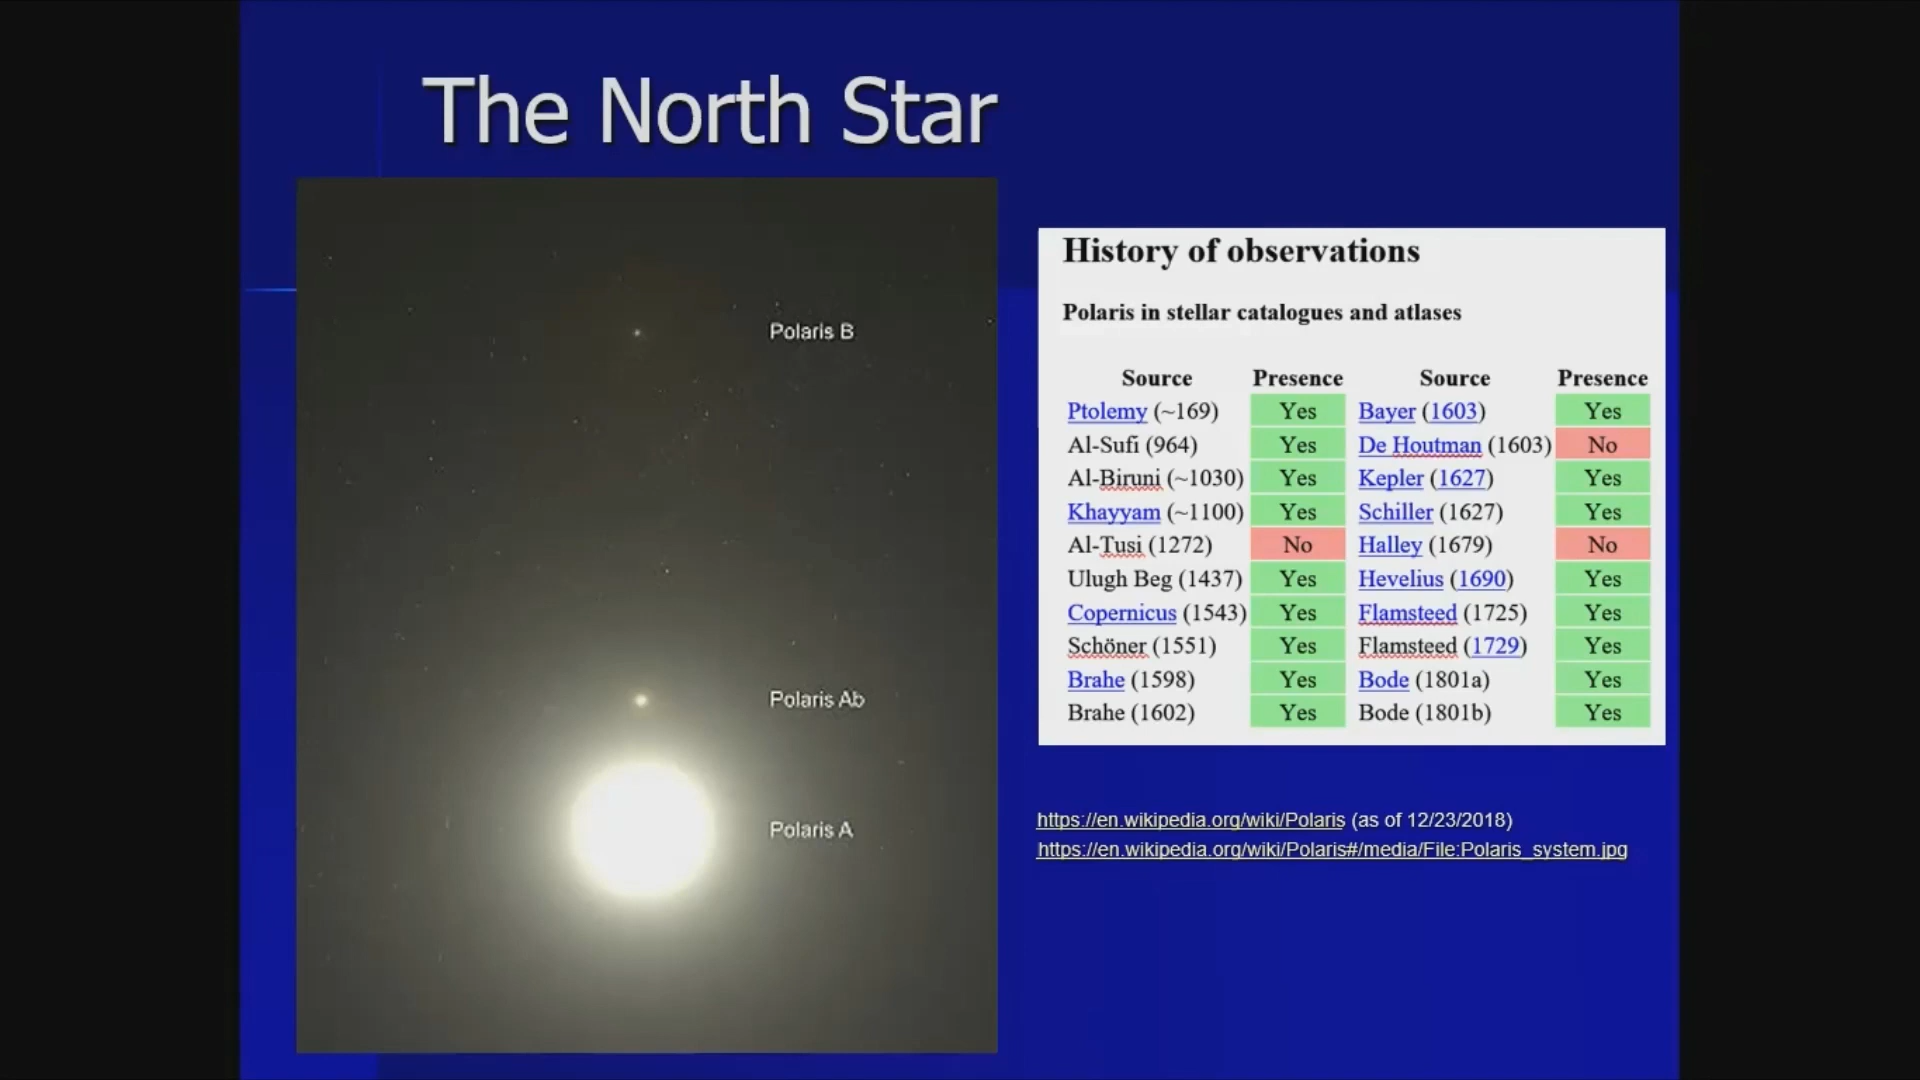 The North Star
Polaris B
Polaris Ab
Polaris A
History of observations
Polaris in stellar catalogues and atlases
Source Presence Source Presence
Ptolemy (~169) Yes Bayer (1603) Yes
Al-Sufi (964) Yes De Houtman (1603) No
Al-Biruni (~1030) Yes Kepler (1627) Yes
Khayyam (~1100) Yes Schiller (1627) Yes
Al-Tusi (1272) No Halley (1679) No
Ulugh Beg (1437) Yes Hevelius (1690) Yes
Copernicus (1543) Yes Flamsteed (1725) Yes
Schöner (1551) Yes Flamsteed (1729) Yes
Brahe (1598) Yes Bode (1801a) Yes
Brahe (1602) Yes Bode (1801b) Yes
https://en.wikipedia.org/wiki/Polaris (as of 12/23/2018)
https://en.wikipedia.org/wiki/Polaris#/media/File:Polaris_system.jpg